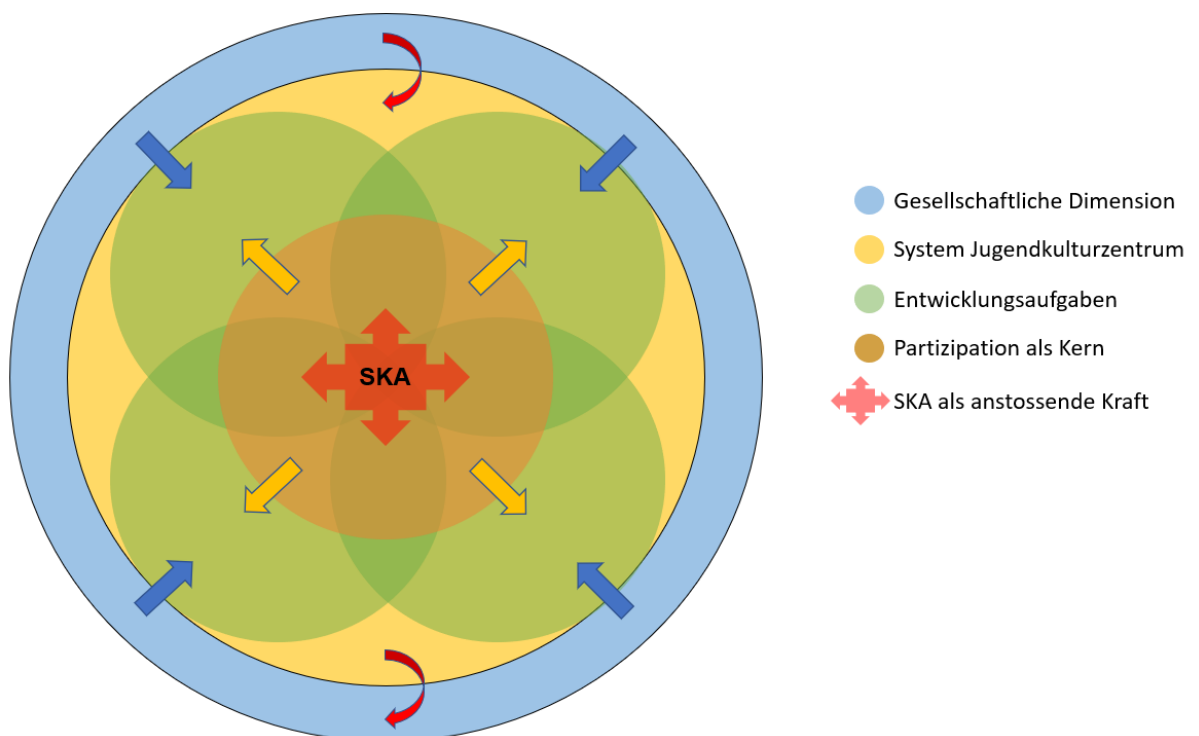 SKA
Gesellschaftliche Dimension
System Jugendkulturzentrum
Entwicklungsaufgaben
Partizipation als Kern
SKA als anstossende Kraft